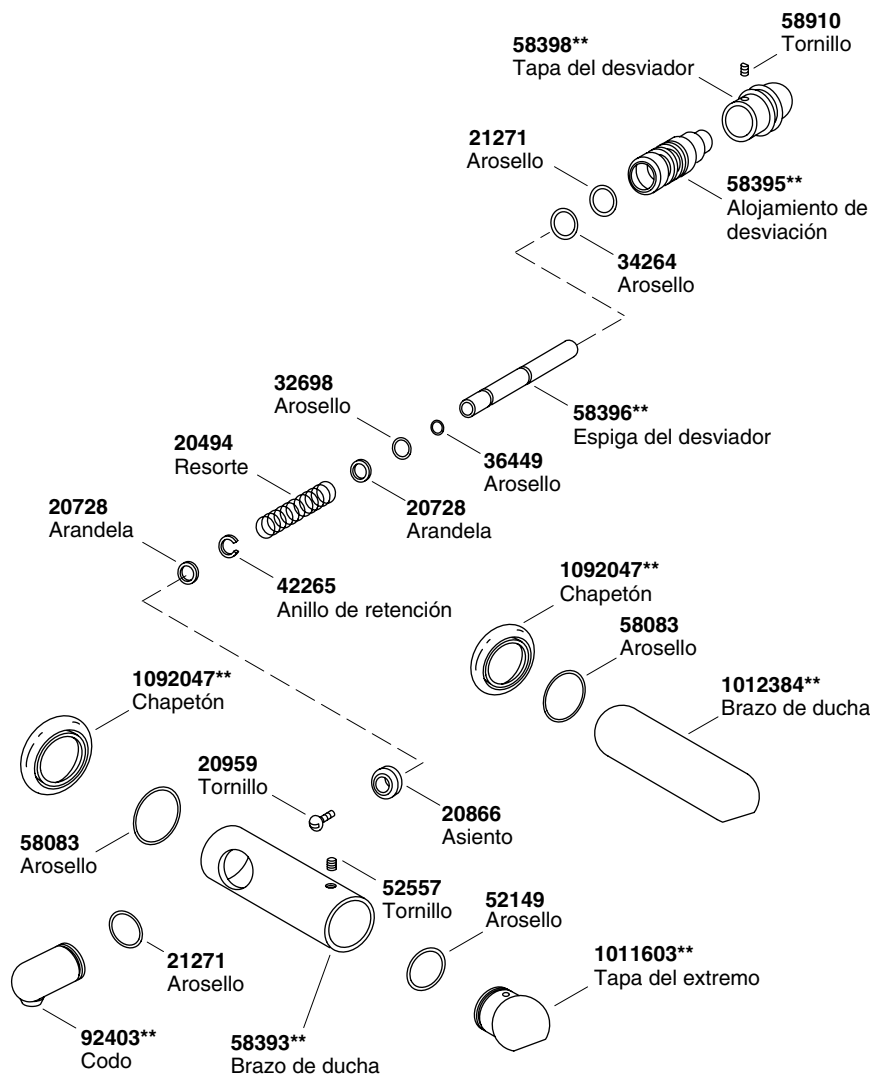 58910
Tornillo
58398**
Tapa del desviador
21271
Arosello
58395**
Alojamiento de
desviación
34264
Arosello
32698
Arosello
58396**
Espiga del desviador
20494
Resorte
36449
Arosello
20728
Arandela
20728
Arandela
42265
Anillo de retención
1092047**
Chapetón
58083
Arosello
1092047**
Chapetón
1012384**
Brazo de ducha
20959
Tornillo
20866
Asiento
58083
Arosello
52557
Tornillo
52149
Arosello
21271
Arosello
1011603**
Tapa del extremo
92403**
Codo
58393**
Brazo de ducha